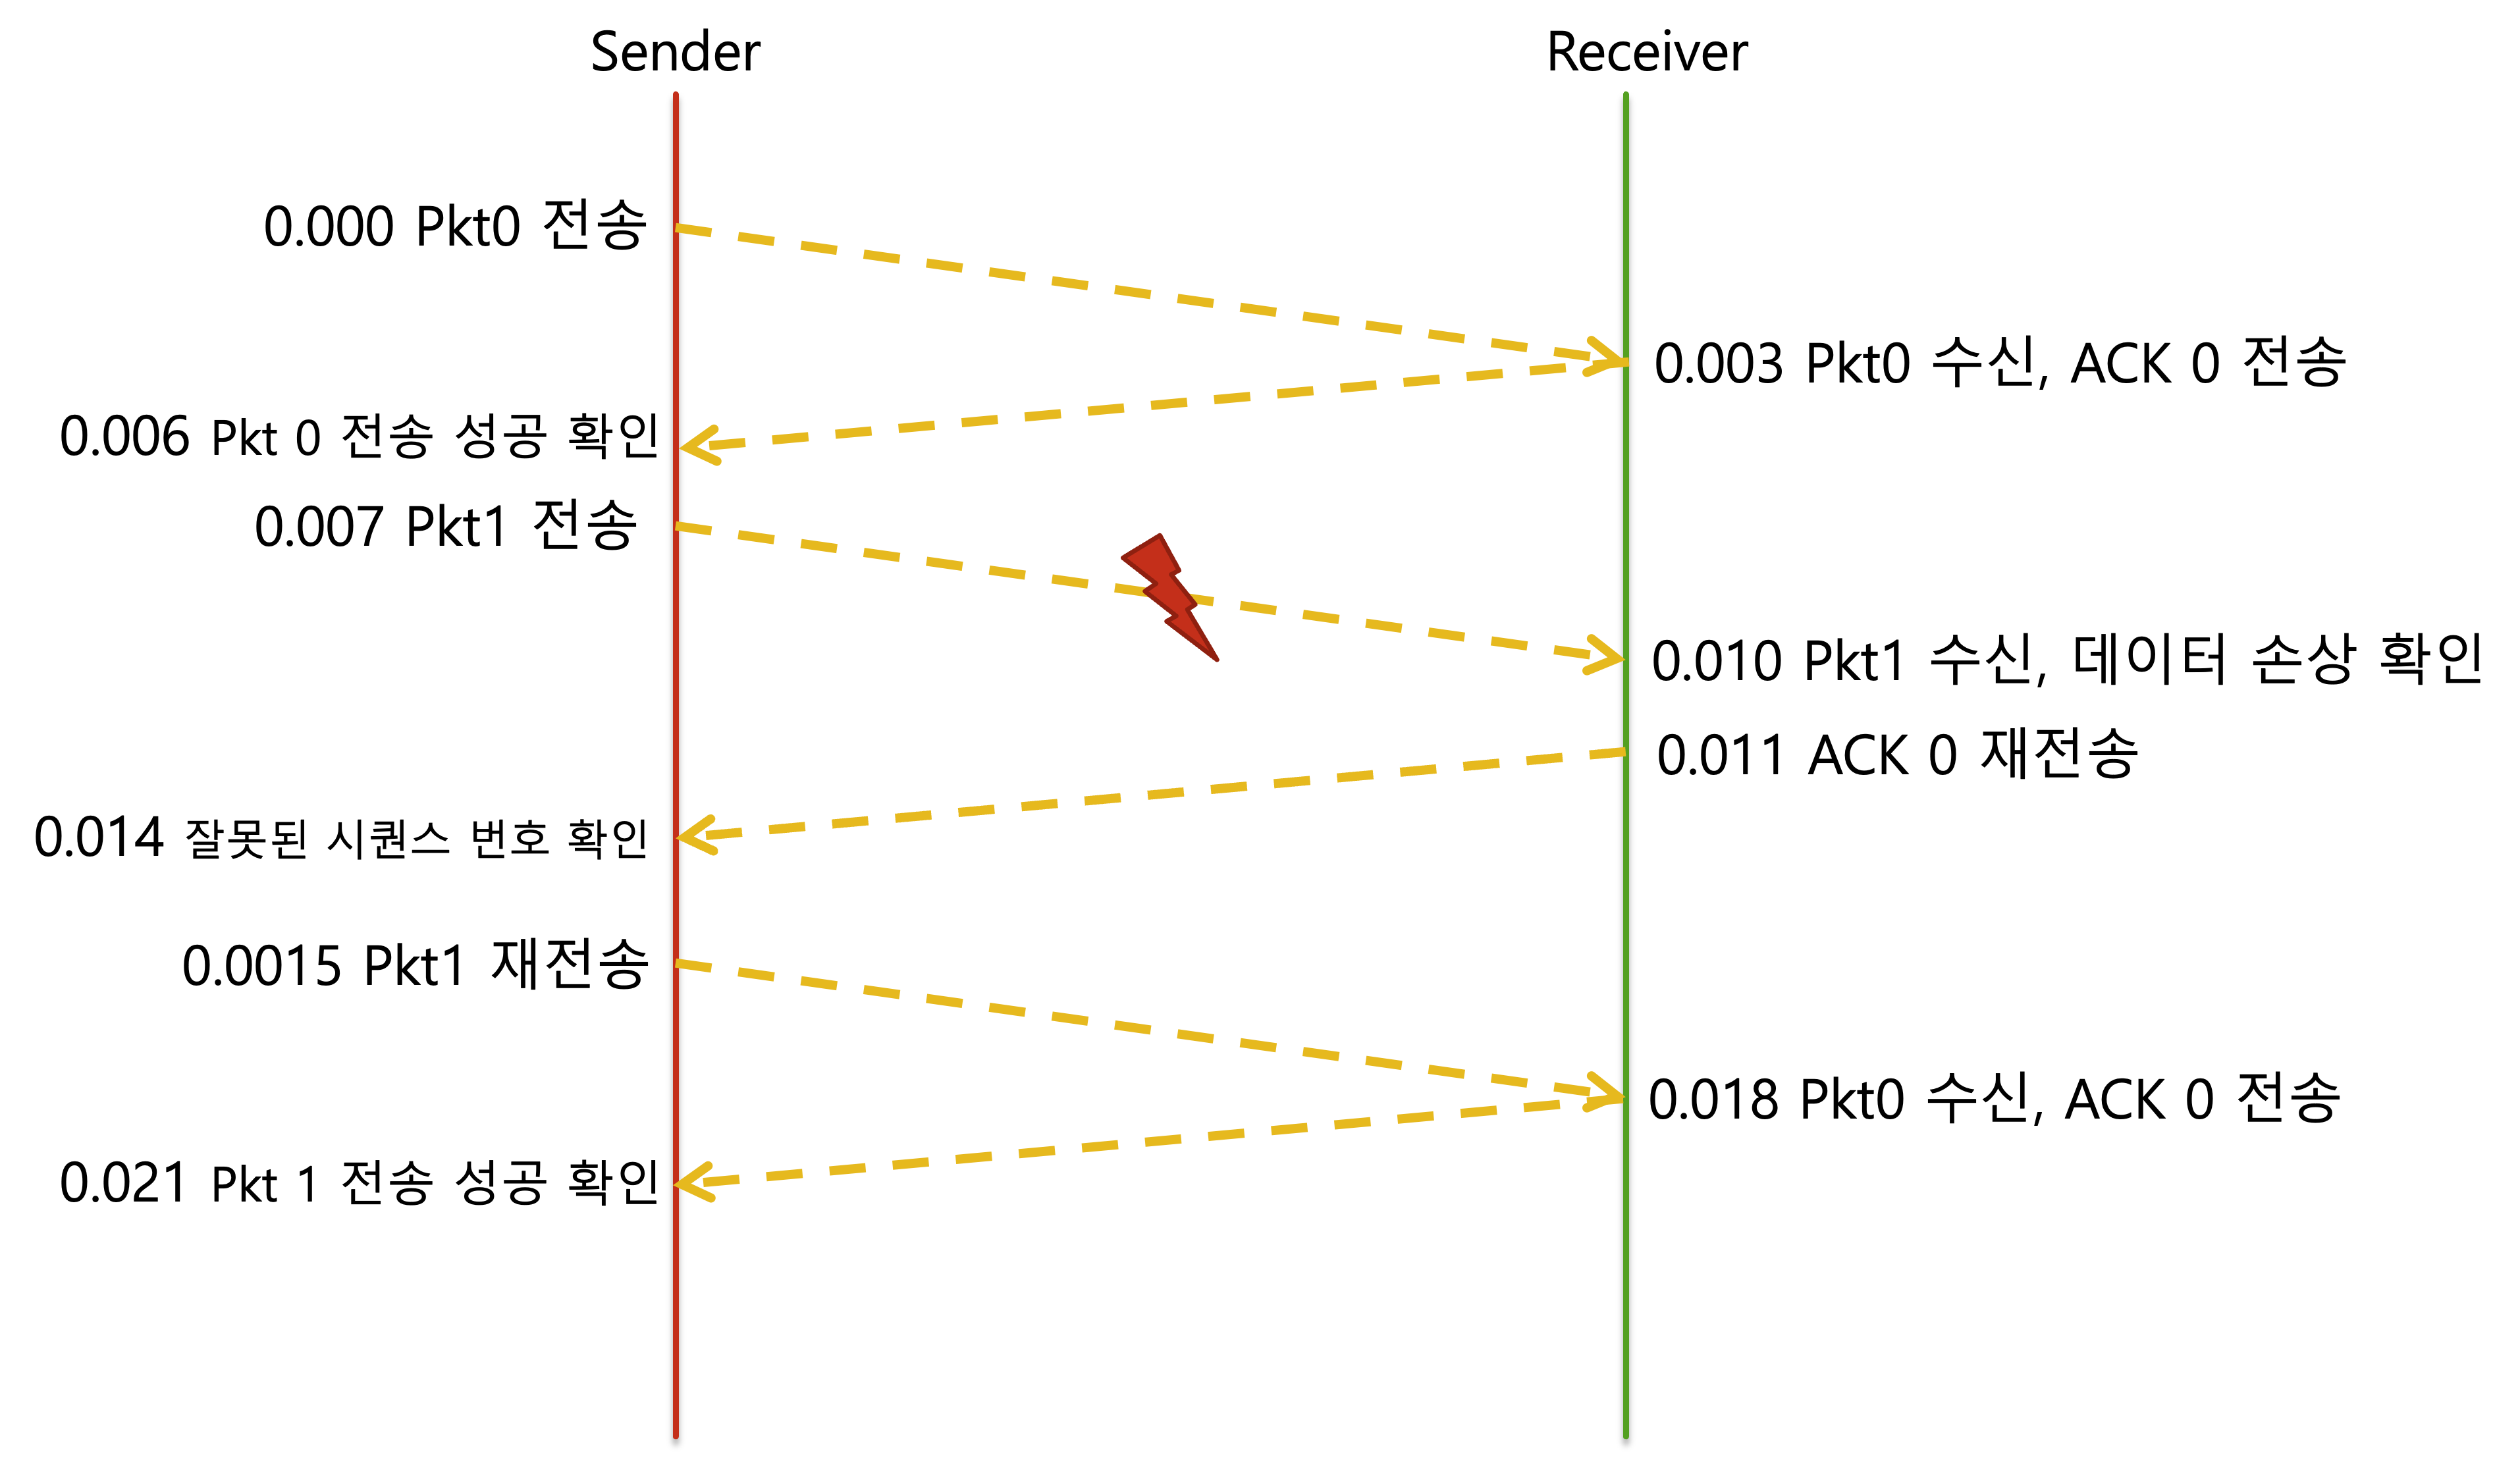 Sender
Receiver
0.000 Pkt0 전송
0.003 Pkt0 수신, ACK 0 전송
0.006 Pkt 0 전송 성공 확인
0.007 Pkt1 전송
0.010 Pkt1 수신, 데이터 손상 확인
0.011 ACK 0 재전송
0.014 잘못된 시퀀스 번호 확인
0.0015 Pkt1 재전송
0.018 Pkt0 수신, ACK 0 전송
0.021 Pkt 1 전송 성공 확인